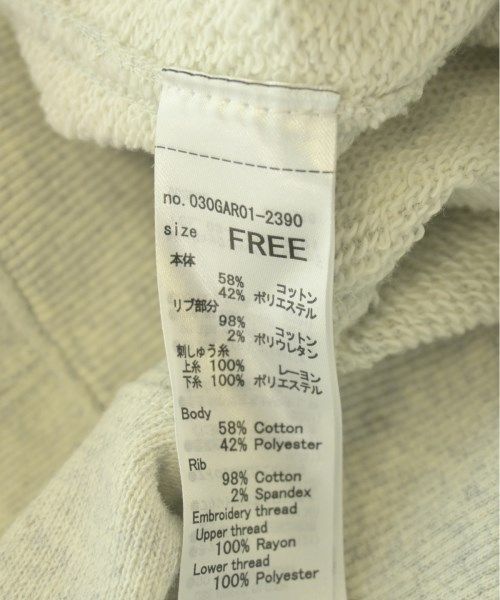 no. 030GAR01-2390
size FREE
本体
58% コットン
42% ポリエステル
リブ部分
98% コットン
2% ポリウレタン
刺しゅう糸
上糸 100% レーヨン
下糸 100% ポリエステル
Body
58% Cotton
42% Polyester
Rib
98% Cotton
2% Spandex
Embroidery thread
Upper thread
100% Rayon
Lower thread
100% Polyester